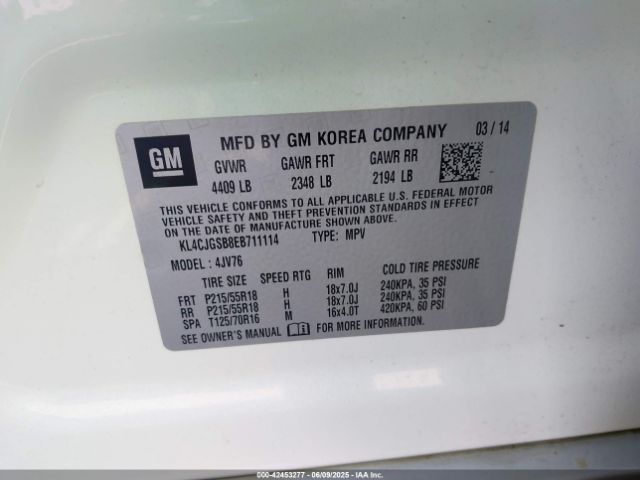 GM
MFD BY GM KOREA COMPANY 03 / 14
GVWR GAWR FRT GAWR RR
4409 LB 2348 LB 2194 LB
THIS VEHICLE CONFORMS TO ALL APPLICABLE U.S. FEDERAL MOTOR
VEHICLE SAFETY AND THEFT PREVENTION STANDARDS IN EFFECT
ON THE DATE OF MANUFACTURE SHOWN ABOVE.
KL4CJGSB8EB711114 TYPE: MPV
MODEL : 4JV76
TIRE SIZE SPEED RTG RIM COLD TIRE PRESSURE
FRT P215/55R18 H 18x7.0J 240KPA, 35 PSI
RR P215/55R18 H 18x7.0J 240KPA, 35 PSI
SPA T125/70R16 M 16x4.0T 420KPA, 60 PSI
SEE OWNER'S MANUAL FOR MORE INFORMATION
000-42453277 - 06/09/2025 - IAA Inc.